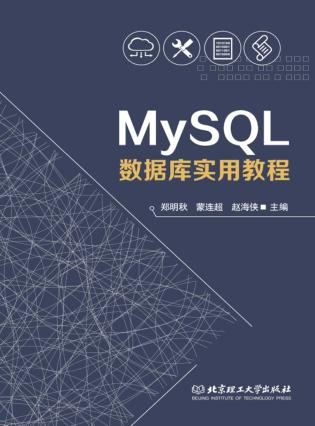 MySQL
数据库实用教程
郑明秋 蒙连超 赵海侠 ■ 主编
北京理工大学出版社
BEIJING INSTITUTE OF TECHNOLOGY PRESS